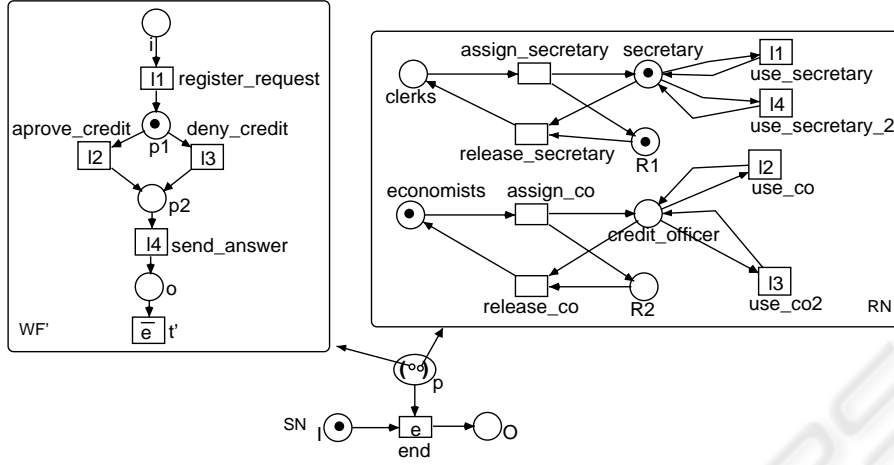 i
l1 register_request
aprove_credit deny_credit
p1
l2 l3
p2
l4 send_answer
o
e t'
WF'
assign_secretary secretary
l1
clerks
use_secretary
l4
use_secretary_2
release_secretary R1
economists assign_co
l2
use_co
credit_officer
l3
release_co R2 use_co2
RN
( )
p
SN I e O
end